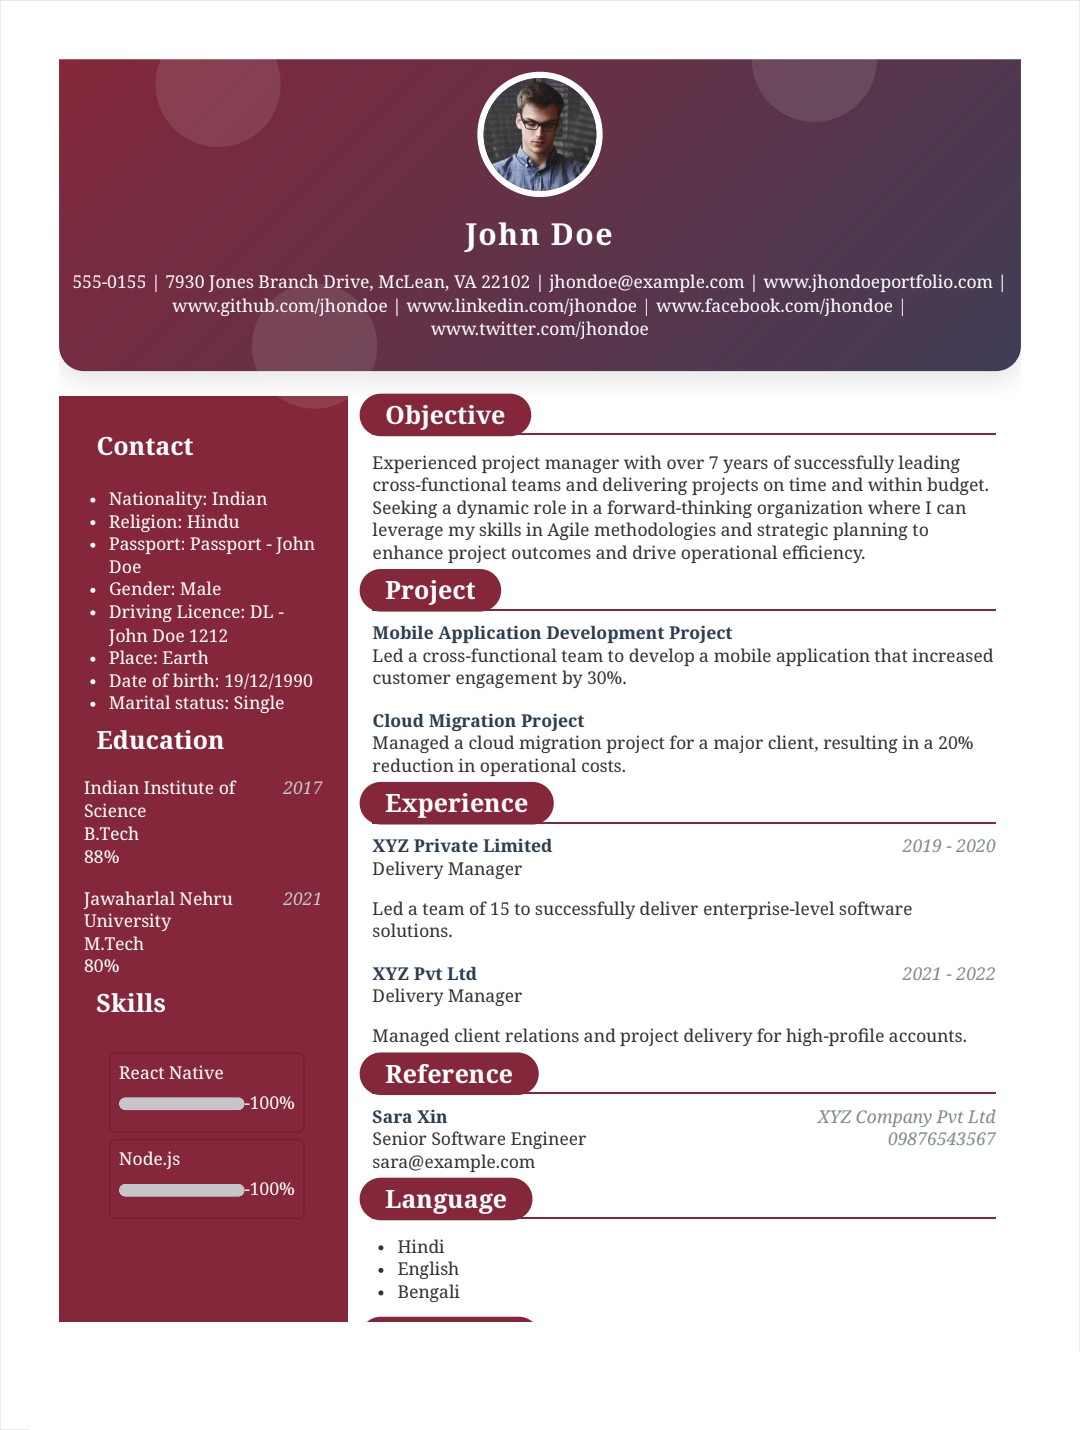 John Doe
555-0155 | 7930 Jones Branch Drive, McLean, VA 22102 | jhondoe@example.com | www.jhondoeportfolio.com |
www.github.com/jhondoe | www.linkedin.com/jhondoe | www.facebook.com/jhondoe |
www.twitter.com/jhondoe
Contact
• Nationality: Indian
• Religion: Hindu
• Passport: Passport - John
Doe
• Gender: Male
• Driving Licence: DL -
John Doe 1212
• Place: Earth
• Date of birth: 19/12/1990
• Marital status: Single
Education
Indian Institute of 2017
Science
B.Tech
88%
Jawaharlal Nehru 2021
University
M.Tech
80%
Skills
React Native
-100%
Node.js
-100%
Objective
Experienced project manager with over 7 years of successfully leading
cross-functional teams and delivering projects on time and within budget.
Seeking a dynamic role in a forward-thinking organization where I can
leverage my skills in Agile methodologies and strategic planning to
enhance project outcomes and drive operational efficiency.
Project
Mobile Application Development Project
Led a cross-functional team to develop a mobile application that increased
customer engagement by 30%.
Cloud Migration Project
Managed a cloud migration project for a major client, resulting in a 20%
reduction in operational costs.
Experience
XYZ Private Limited 2019 - 2020
Delivery Manager
Led a team of 15 to successfully deliver enterprise-level software
solutions.
XYZ Pvt Ltd 2021 - 2022
Delivery Manager
Managed client relations and project delivery for high-profile accounts.
Reference
Sara Xin XYZ Company Pvt Ltd
Senior Software Engineer 09876543567
sara@example.com
Language
• Hindi
• English
• Bengali